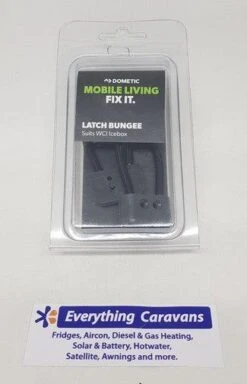 DOMETIC
MOBILE LIVING
FIX IT.
LATCH BUNGEE
Suits WCI Icebox
Everything Caravans
Fridges, Aircon, Diesel & Gas Heating,
Solar & Battery, Hotwater,
Satellite, Awnings and more.